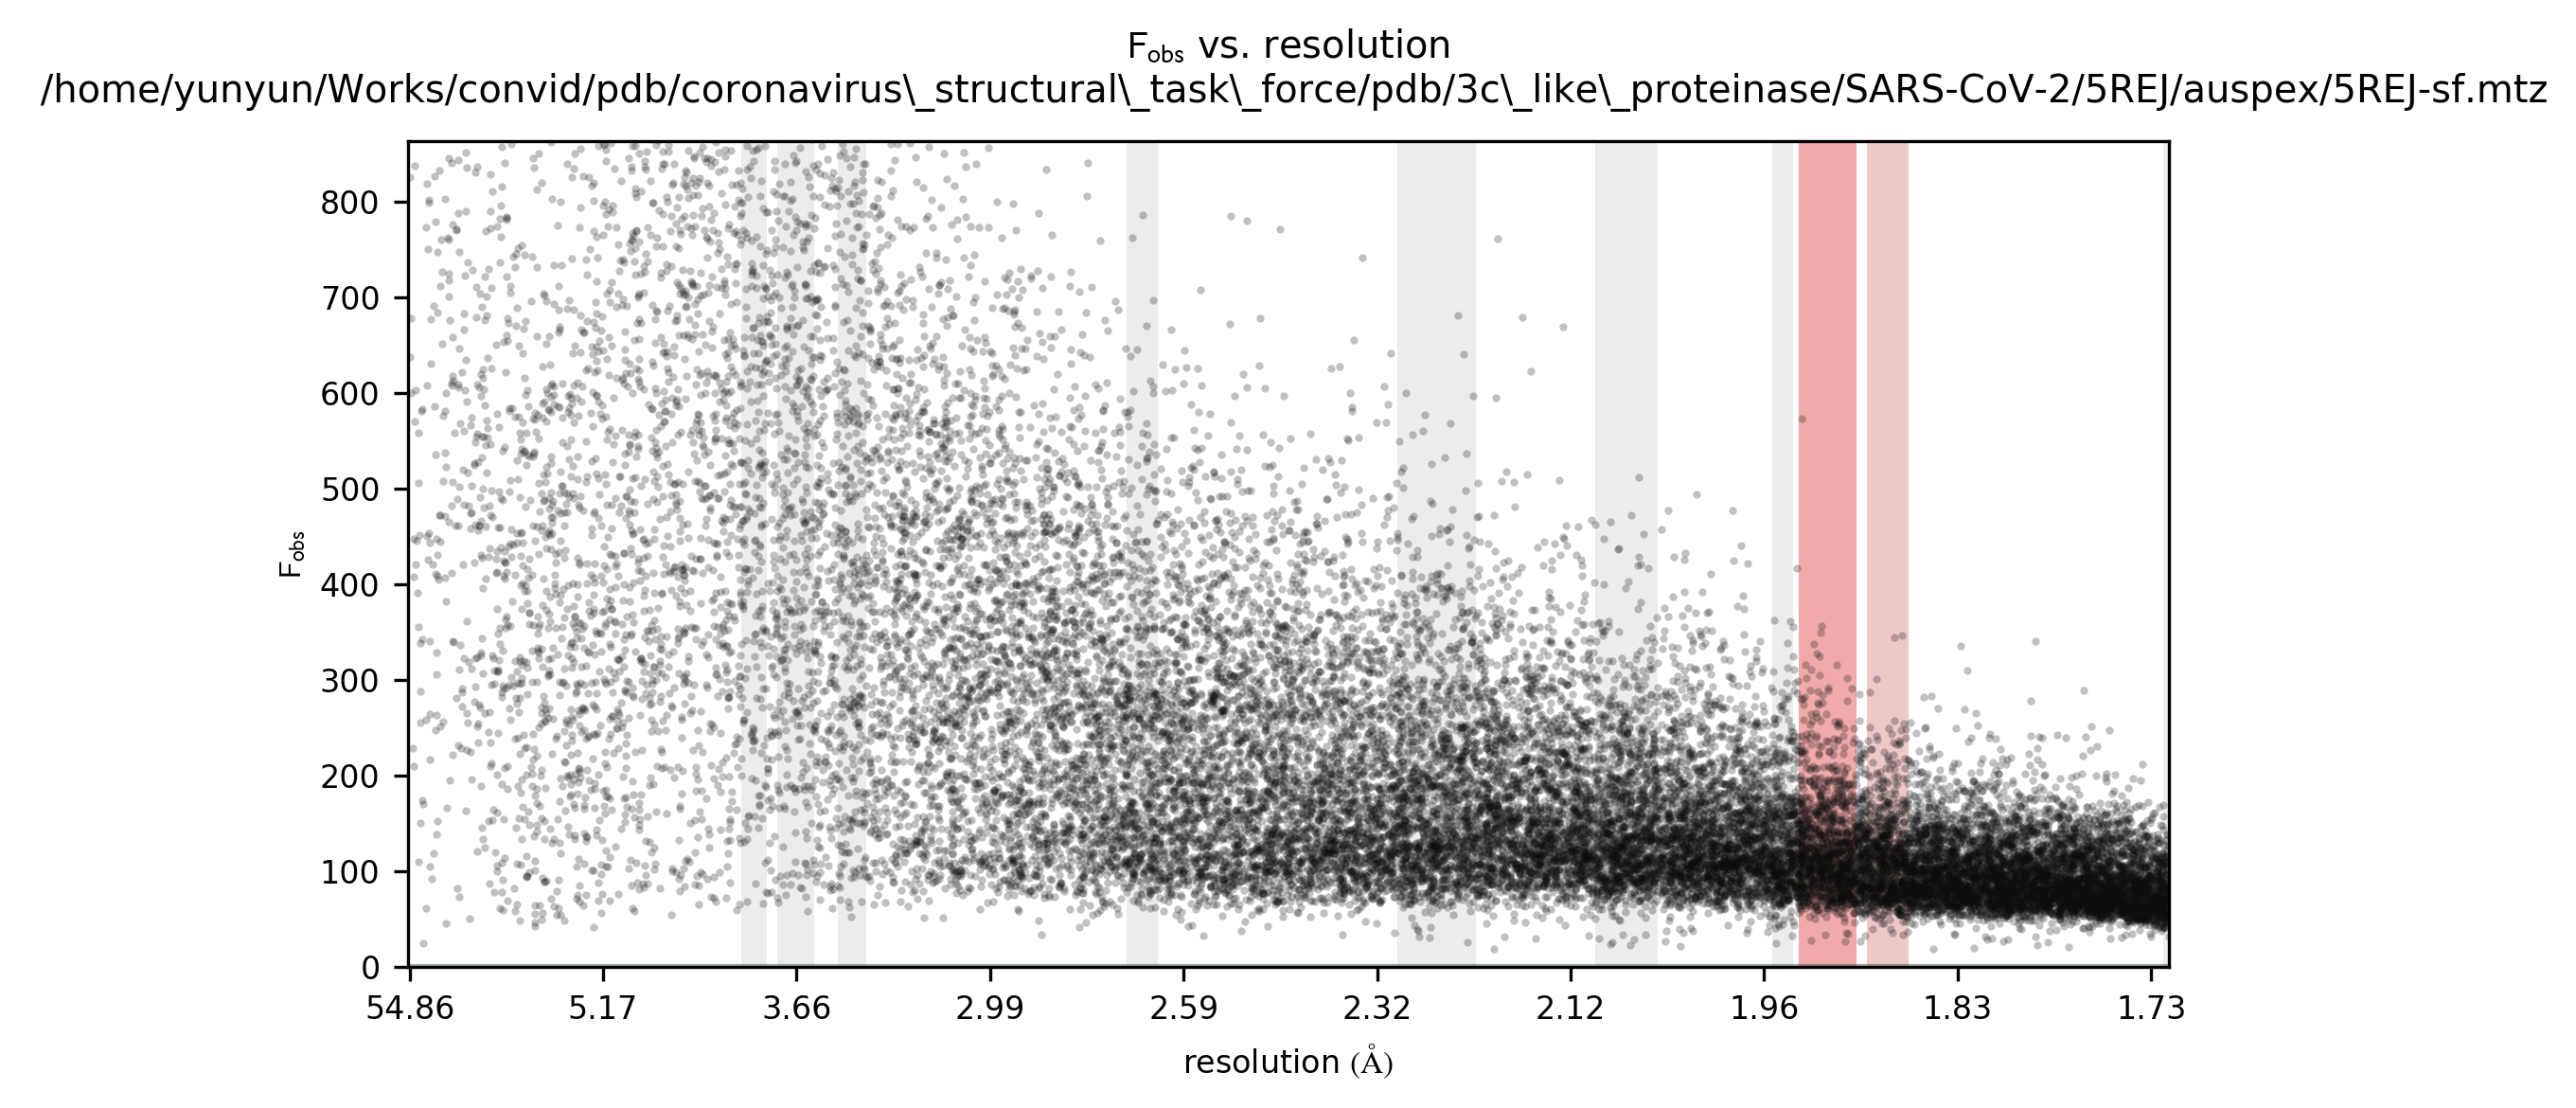 F_obs vs. resolution
/home/yunyun/Works/convid/pdb/coronavirus\_structural\_task\_force/pdb/3c\_like\_proteinase/SARS-CoV-2/5REJ/auspex/5REJ-sf.mtz
800
700
600
500
400
300
200
100
0
F_obs
54.86 5.17 3.66 2.99 2.59 2.32 2.12 1.96 1.83 1.73
resolution (Å)